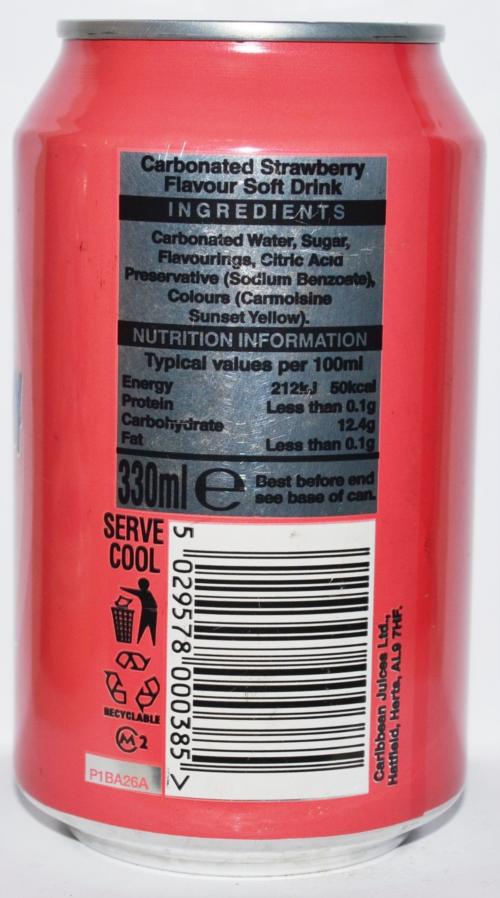 Carbonated Strawberry
Flavour Soft Drink
INGREDIENTS
Carbonated Water, Sugar,
Flavourings, Citric Acid
Preservative (Sodium Benzoate),
Colours (Carmoisine
Sunset Yellow).
NUTRITION INFORMATION
Typical values per 100ml
Energy 212kJ 50kcal
Protein Less than 0.1g
Carbohydrate 12.4g
Fat Less than 0.1g
330ml e Best before end
see base of can.
SERVE
COOL
RECYCLABLE
M 2
P1BA26A
5 029578 000385 >
Caribbean Juices Ltd.,
Hatfield, Herts, AL9 7HF.